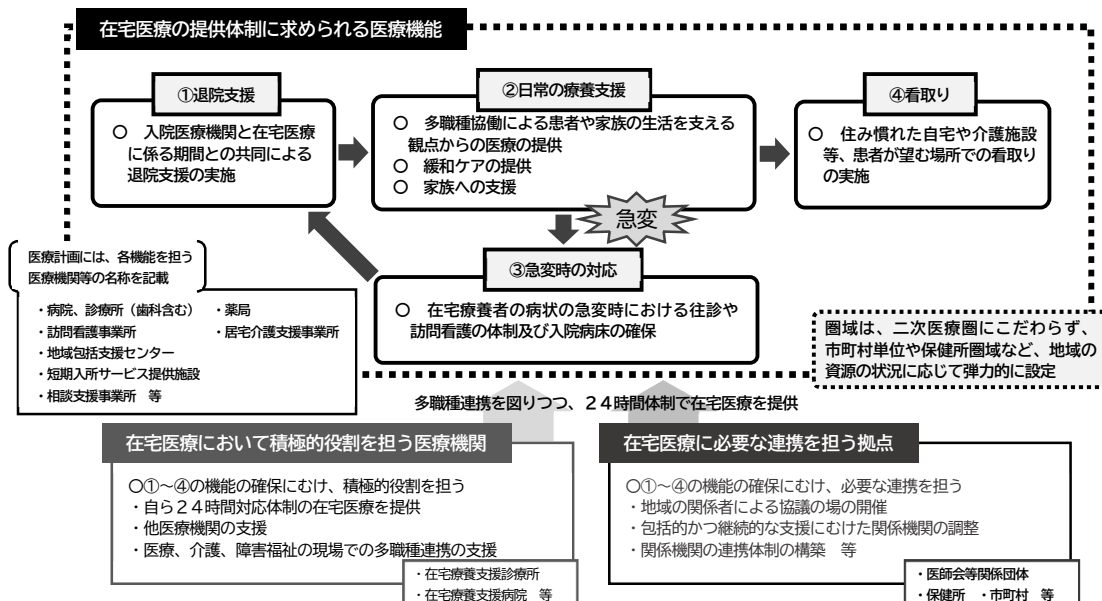 在宅医療の提供体制に求められる医療機能
①退院支援
○ 入院医療機関と在宅医療
に係る期間との共同による
退院支援の実施
②日常の療養支援
○ 多職種協働による患者や家族の生活を支える
観点からの医療の提供
○ 緩和ケアの提供
○ 家族への支援
④看取り
○ 住み慣れた自宅や介護施設
等、患者が望む場所での看取り
の実施
急変
③急変時の対応
○ 在宅療養者の病状の急変時における往診や
訪問看護の体制及び入院病床の確保
医療計画には、各機能を担う
医療機関等の名称を記載
・病院、診療所（歯科含む） ・薬局
・訪問看護事業所 ・居宅介護支援事業所
・地域包括支援センター
・短期入所サービス提供施設
・相談支援事業所 等
圏域は、二次医療圏にこだわらず、
市町村単位や保健所圏域など、地域の
資源の状況に応じて弾力的に設定
多職種連携を図りつつ、２４時間体制で在宅医療を提供
在宅医療において積極的役割を担う医療機関
○①～④の機能の確保にむけ、積極的役割を担う
・自ら２４時間対応体制の在宅医療を提供
・他医療機関の支援
・医療、介護、障害福祉の現場での多職種連携の支援
・在宅療養支援診療所
・在宅療養支援病院 等
在宅医療に必要な連携を担う拠点
○①～④の機能の確保にむけ、必要な連携を担う
・地域の関係者による協議の場の開催
・包括的かつ継続的な支援にむけた関係機関の調整
・関係機関の連携体制の構築 等
・医師会等関係団体
・保健所 ・市町村 等